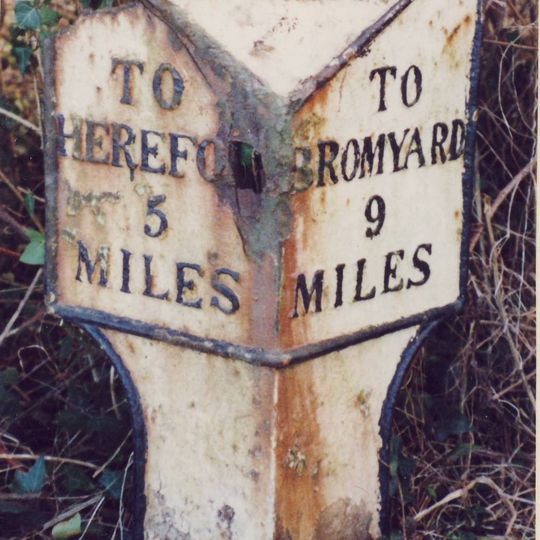 TO
HEREFO
5
MILES
TO
BROMYARD
9
MILES